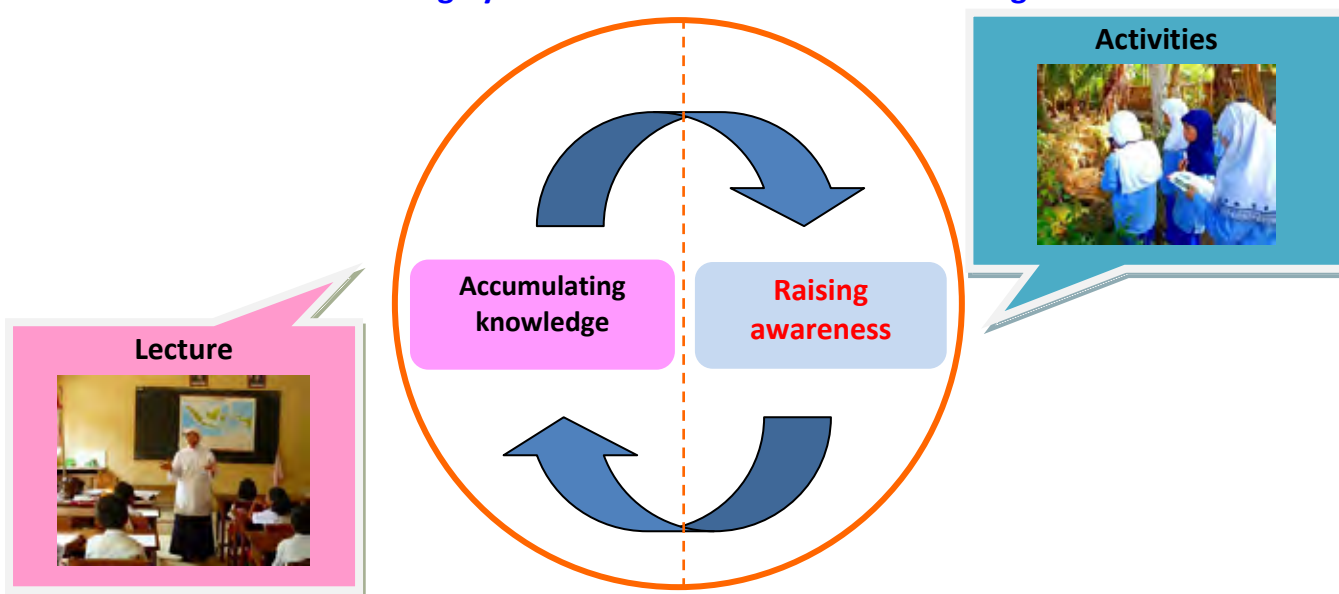 Activities
Accumulating
knowledge
Raising
awareness
Lecture